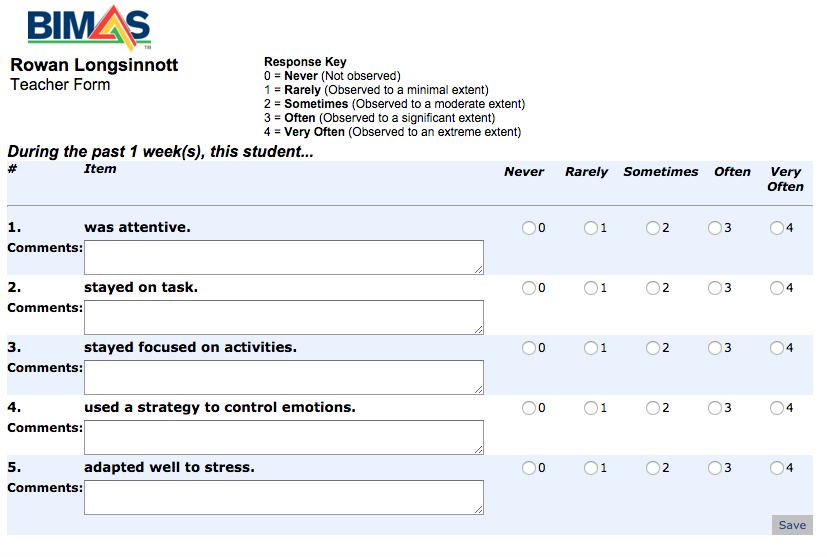 BIMAS
TM
Rowan Longsinnott
Teacher Form
Response Key
0 = Never (Not observed)
1 = Rarely (Observed to a minimal extent)
2 = Sometimes (Observed to a moderate extent)
3 = Often (Observed to a significant extent)
4 = Very Often (Observed to an extreme extent)
During the past 1 week(s), this student...
# Item Never Rarely Sometimes Often Very Often
1. was attentive. 0 1 2 3 4
Comments:
2. stayed on task. 0 1 2 3 4
Comments:
3. stayed focused on activities. 0 1 2 3 4
Comments:
4. used a strategy to control emotions. 0 1 2 3 4
Comments:
5. adapted well to stress. 0 1 2 3 4
Comments:
Save